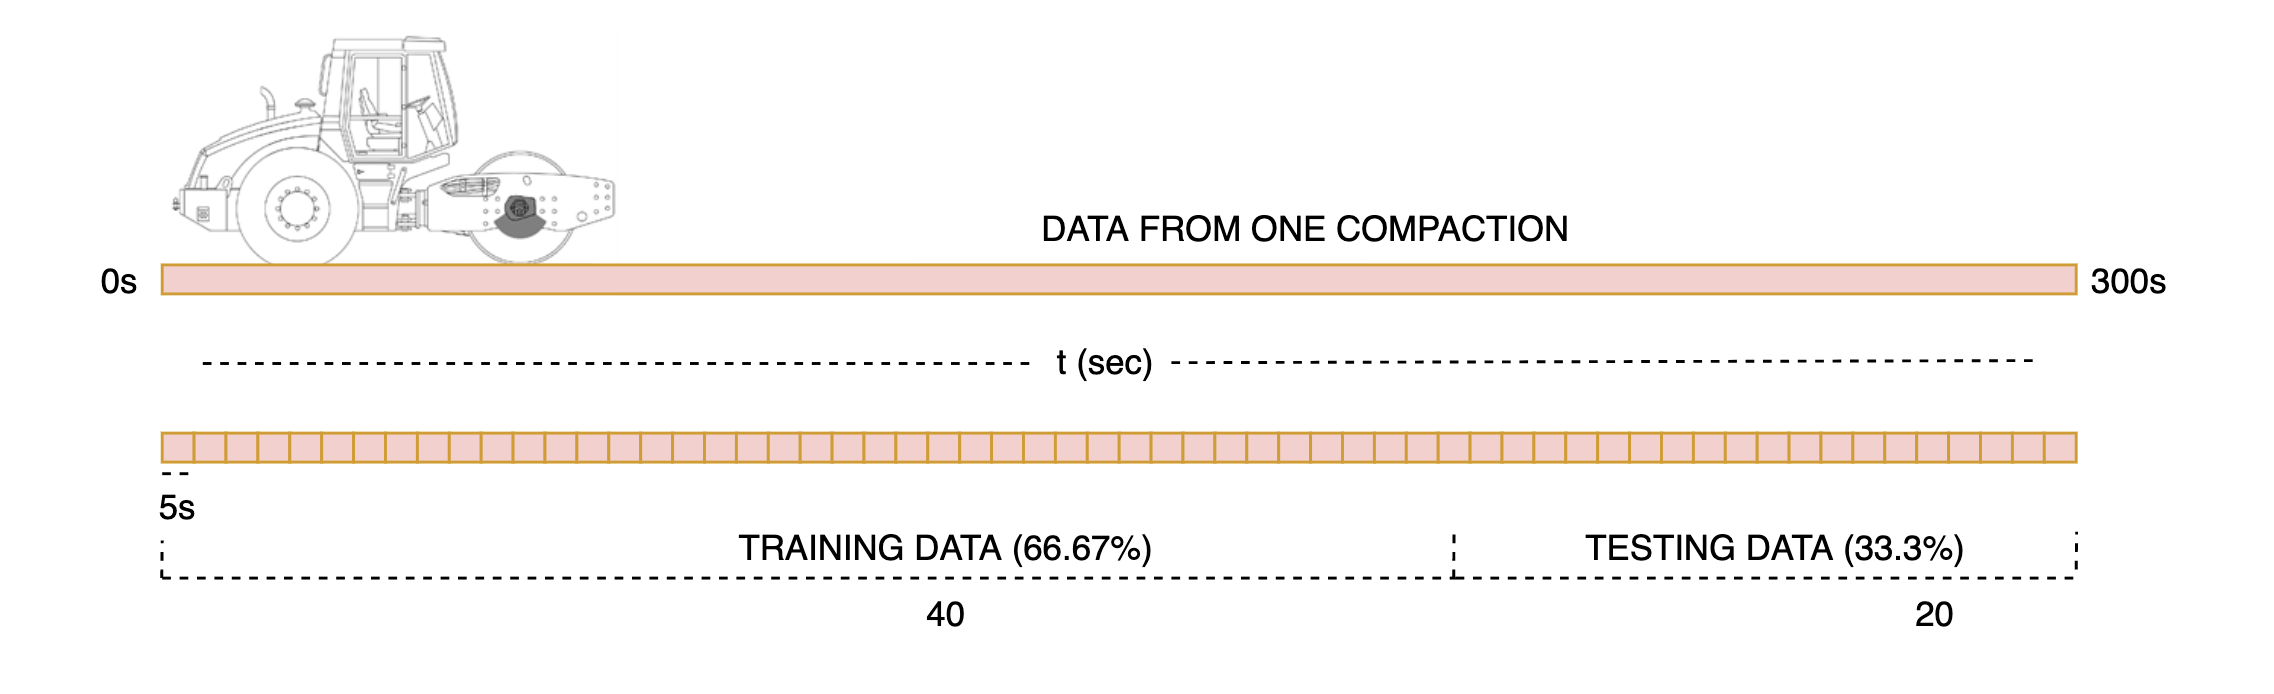 DATA FROM ONE COMPACTION
0s
300s
t (sec)
5s
TRAINING DATA (66.67%)
TESTING DATA (33.3%)
40
20